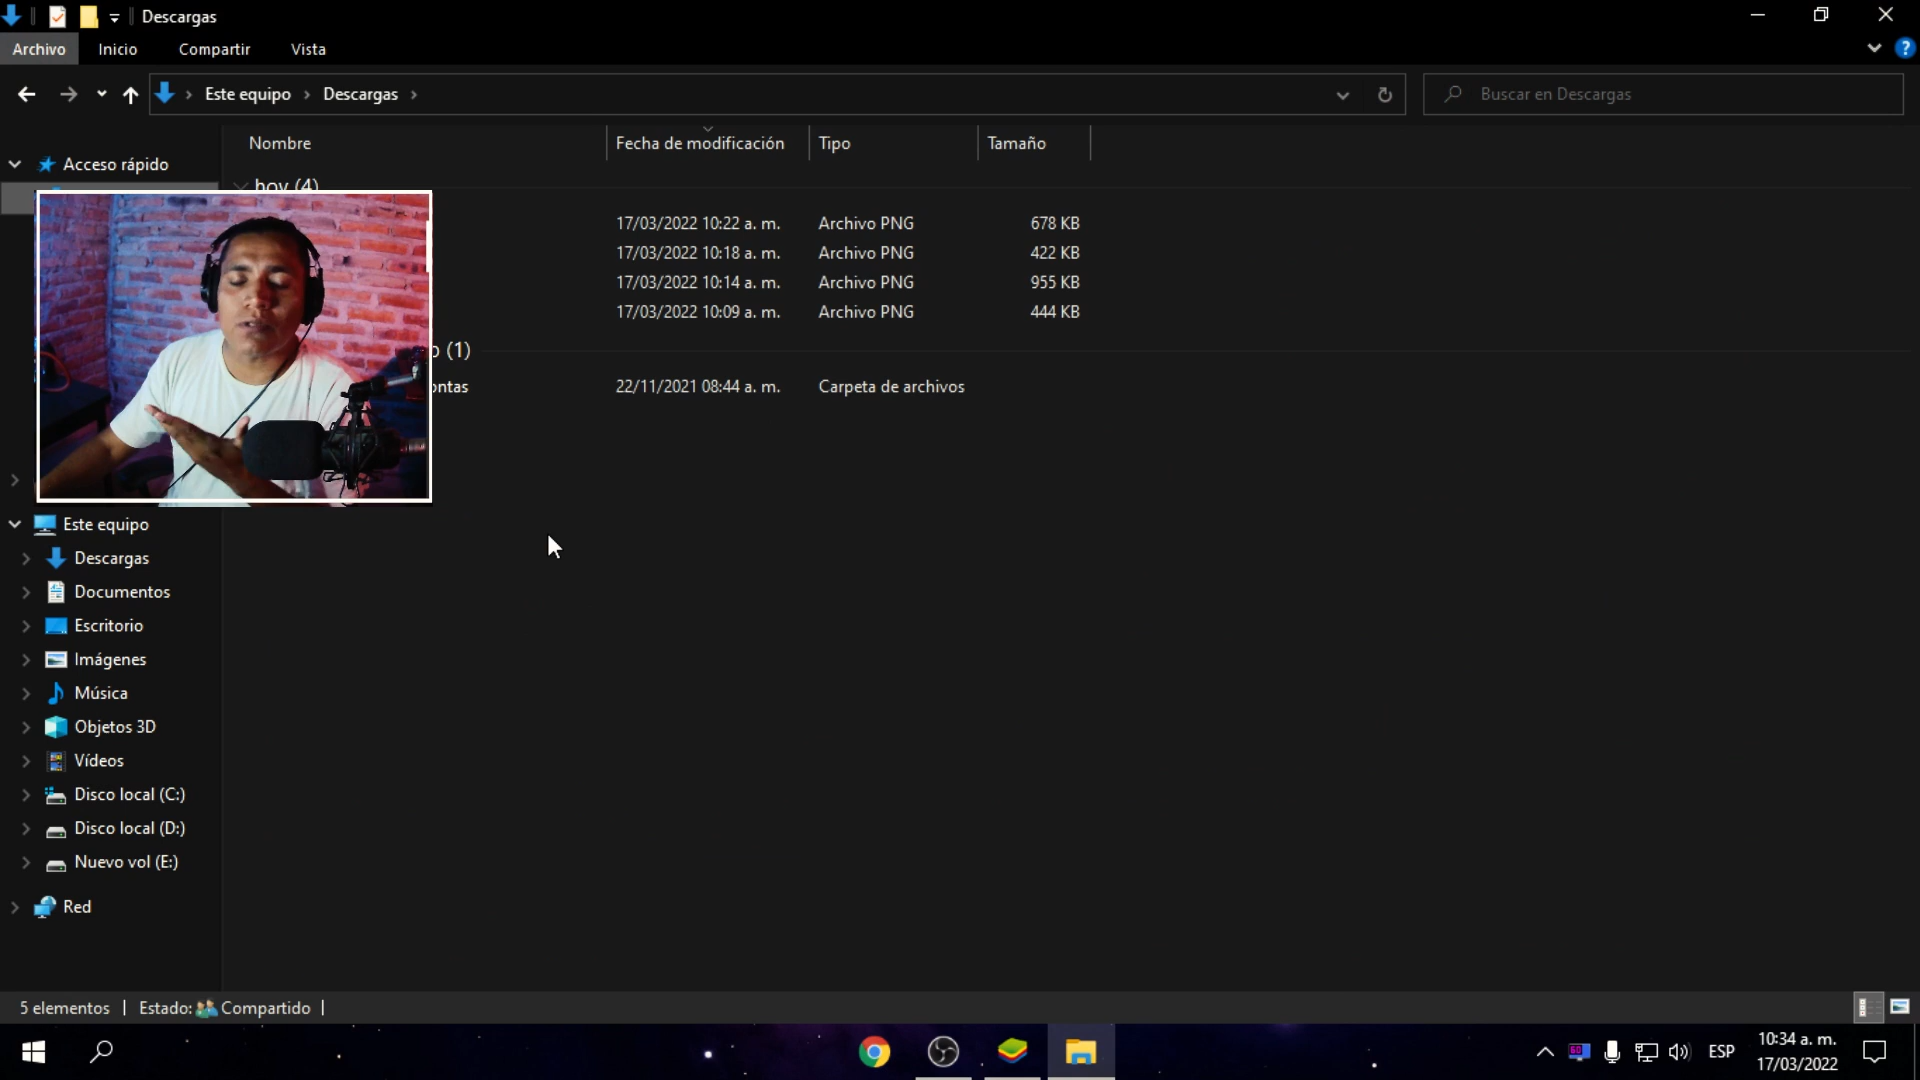 Descargas
Archivo Inicio Compartir Vista
Este equipo Descargas
Buscar en Descargas
Nombre Fecha de modificación Tipo Tamaño
Acceso rápido
hoy (4)
17/03/2022 10:22 a. m. Archivo PNG 678 KB
17/03/2022 10:18 a. m. Archivo PNG 422 KB
17/03/2022 10:14 a. m. Archivo PNG 955 KB
17/03/2022 10:09 a. m. Archivo PNG 444 KB
(1)
22/11/2021 08:44 a. m. Carpeta de archivos
Este equipo
Descargas
Documentos
Escritorio
Imágenes
Música
Objetos 3D
Vídeos
Disco local (C:)
Disco local (D:)
Nuevo vol (E:)
Red
5 elementos Estado: Compartido
60 ESP 10:34 a. m.
17/03/2022